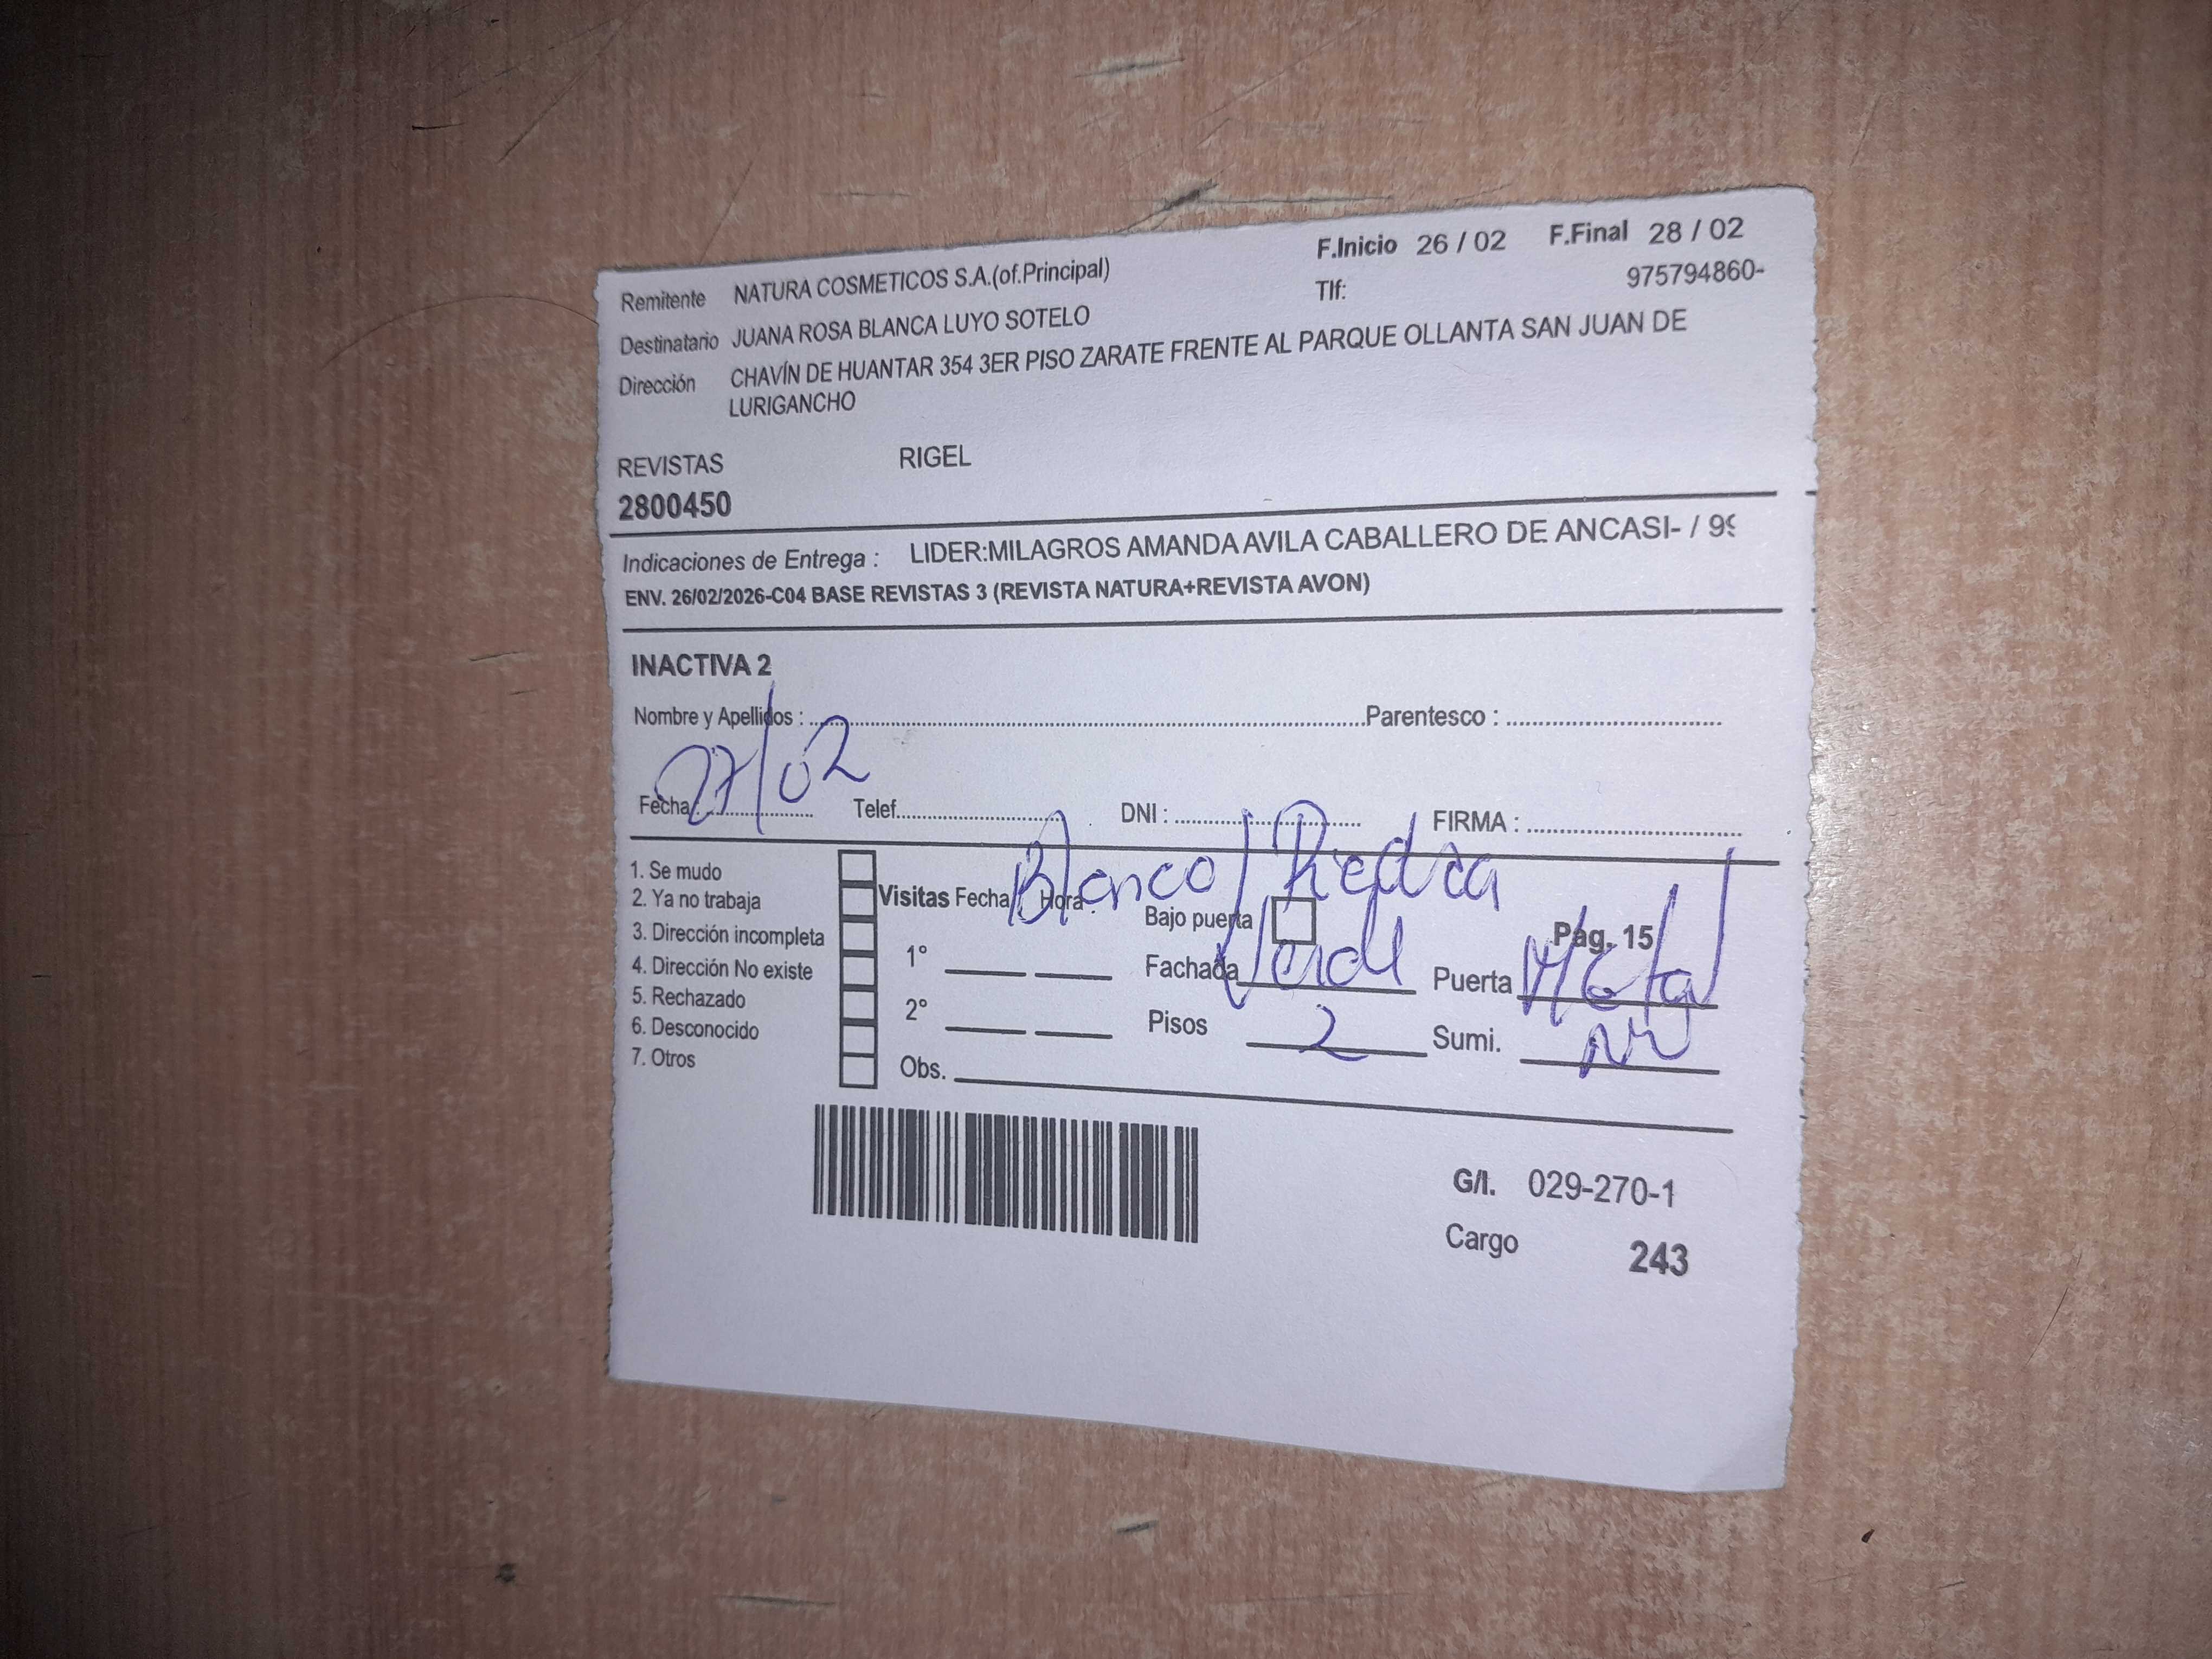 F.Inicio 26 / 02 F.Final 28 / 02
Remitente NATURA COSMETICOS S.A.(of.Principal) Tlf: 975794860-
Destinatario JUANA ROSA BLANCA LUYO SOTELO
Dirección CHAVÍN DE HUANTAR 354 3ER PISO ZARATE FRENTE AL PARQUE OLLANTA SAN JUAN DE
LURIGANCHO
REVISTAS RIGEL
2800450
Indicaciones de Entrega : LIDER:MILAGROS AMANDA AVILA CABALLERO DE ANCASI- / 99
ENV. 26/02/2026-C04 BASE REVISTAS 3 (REVISTA NATURA+REVISTA AVON)
INACTIVA 2
Nombre y Apellidos : Parentesco :
Fecha: 27/02 Telef. DNI : FIRMA :
Blanco/Piedra
1. Se mudo
2. Ya no trabaja
3. Dirección incompleta
4. Dirección No existe
5. Rechazado
6. Desconocido
7. Otros
Visitas Fecha Hora Bajo puerta Pág. 15
1° Fachada Verde Puerta Metal
2° Pisos 2 Sumi.
Obs.
G/I. 029-270-1
Cargo 243